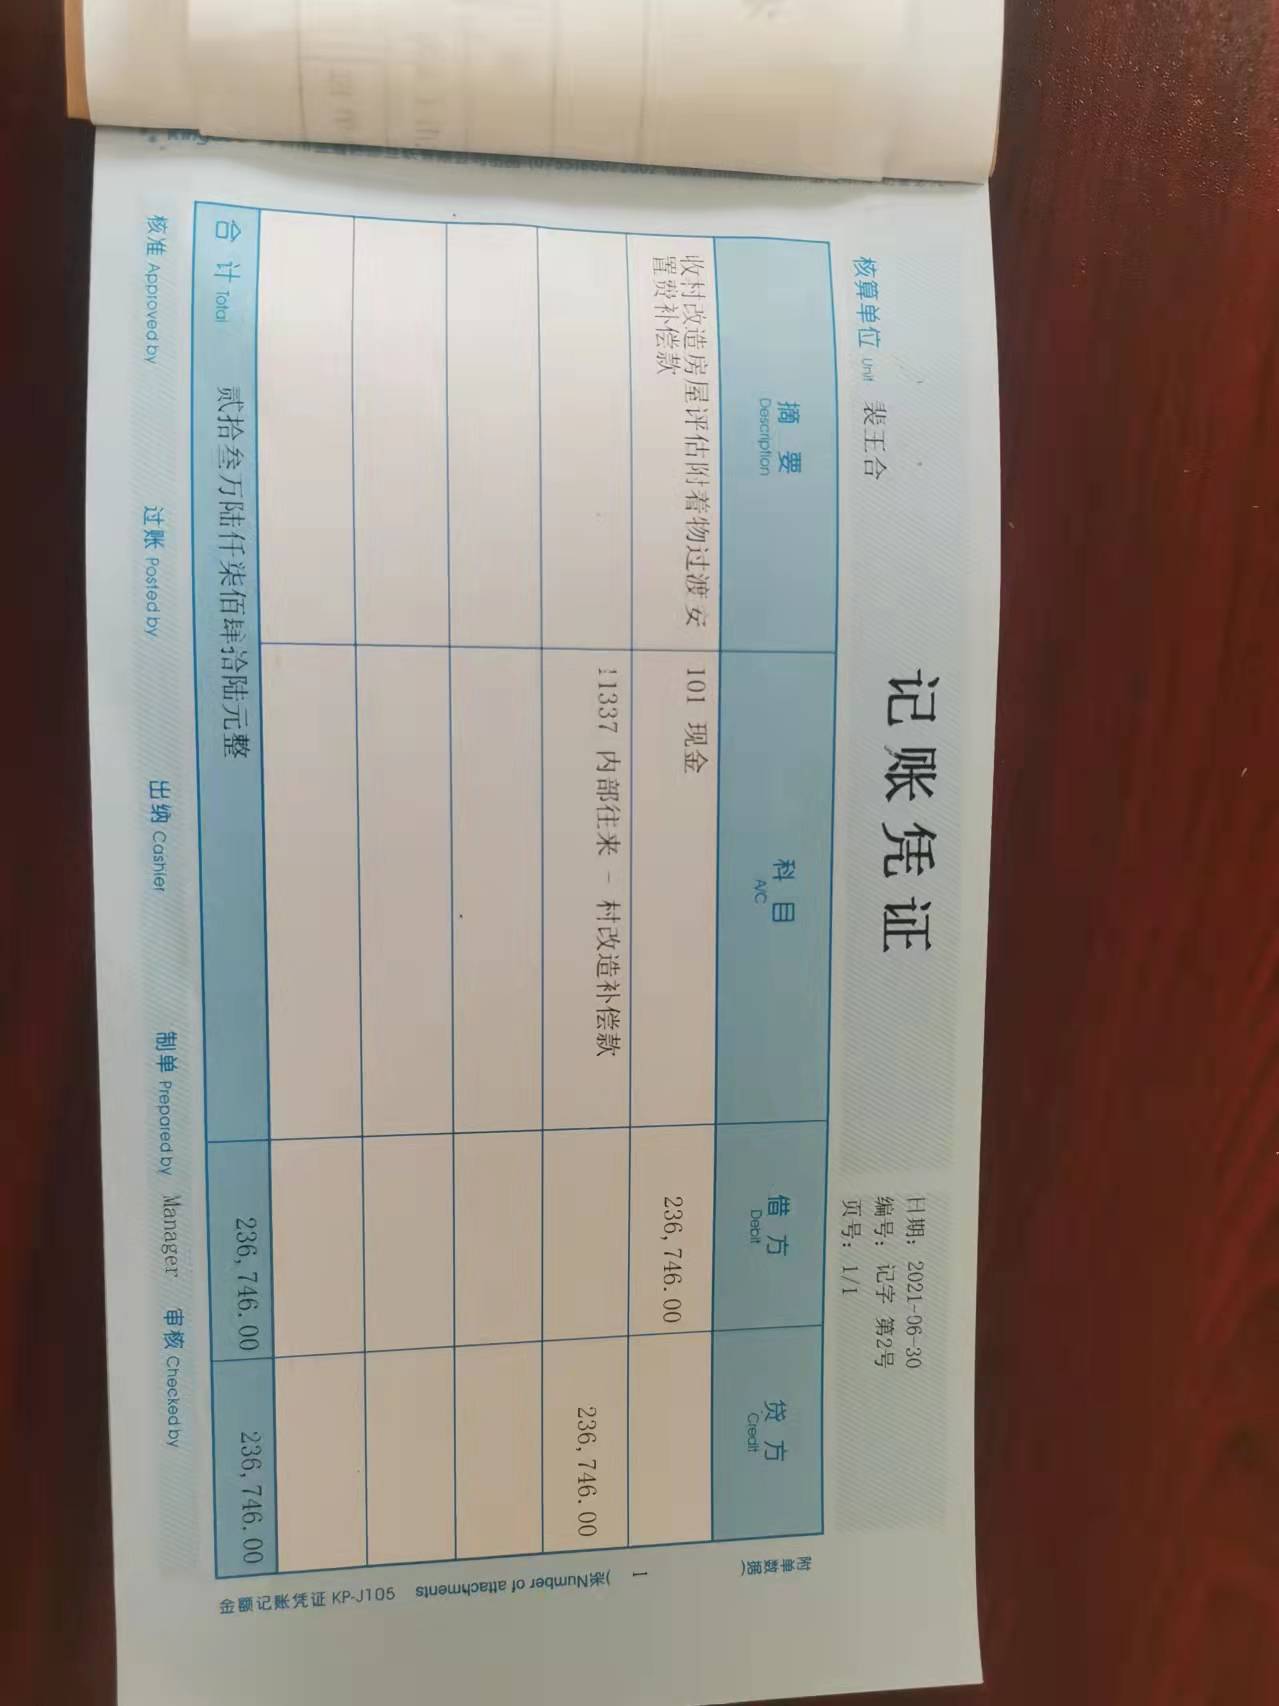 记账凭证
日期：2021-06-30
编号：记字 第2号
页号：1/1
核算单位 Unit 裴王合
摘要 Description 科目 A/C 借方 Debit 贷方 Credit
收村改造房屋评估附着物过渡安 101 现金 236,746.00
置费补偿款
11337 内部往来 - 村改造补偿款 236,746.00
合计 Total 贰拾叁万陆仟柒佰肆拾陆元整 236,746.00 236,746.00
附单数据( 1 )张Number of attachments
核准 Approved by 过账 Posted by 出纳 Cashier 制单 Prepared by Manager 审核 Checked by
金额记账凭证 KP-J105